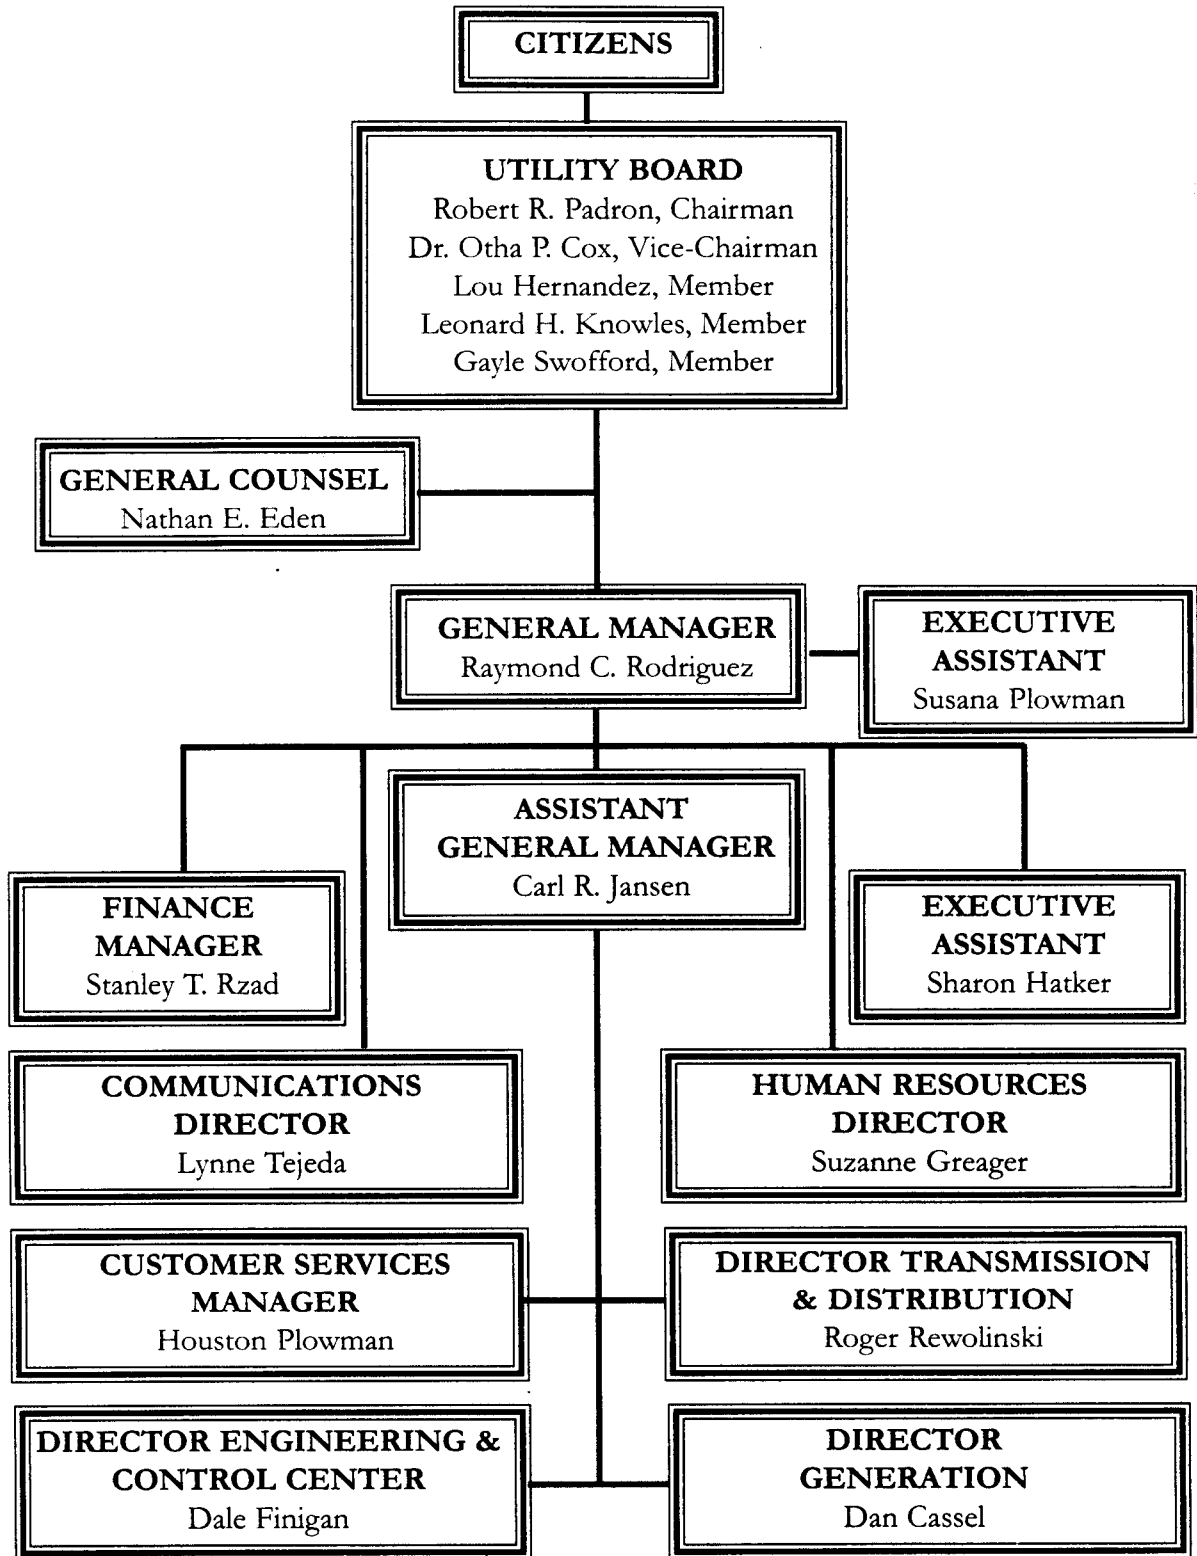 CITIZENS
UTILITY BOARD
Robert R. Padron, Chairman
Dr. Otha P. Cox, Vice-Chairman
Lou Hernandez, Member
Leonard H. Knowles, Member
Gayle Swofford, Member
GENERAL COUNSEL
Nathan E. Eden
GENERAL MANAGER
Raymond C. Rodriguez
EXECUTIVE
ASSISTANT
Susana Plowman
ASSISTANT
GENERAL MANAGER
Carl R. Jansen
FINANCE
MANAGER
Stanley T. Rzad
EXECUTIVE
ASSISTANT
Sharon Hatker
COMMUNICATIONS
DIRECTOR
Lynne Tejeda
HUMAN RESOURCES
DIRECTOR
Suzanne Greager
CUSTOMER SERVICES
MANAGER
Houston Plowman
DIRECTOR TRANSMISSION
& DISTRIBUTION
Roger Rewolinski
DIRECTOR ENGINEERING &
CONTROL CENTER
Dale Finigan
DIRECTOR
GENERATION
Dan Cassel